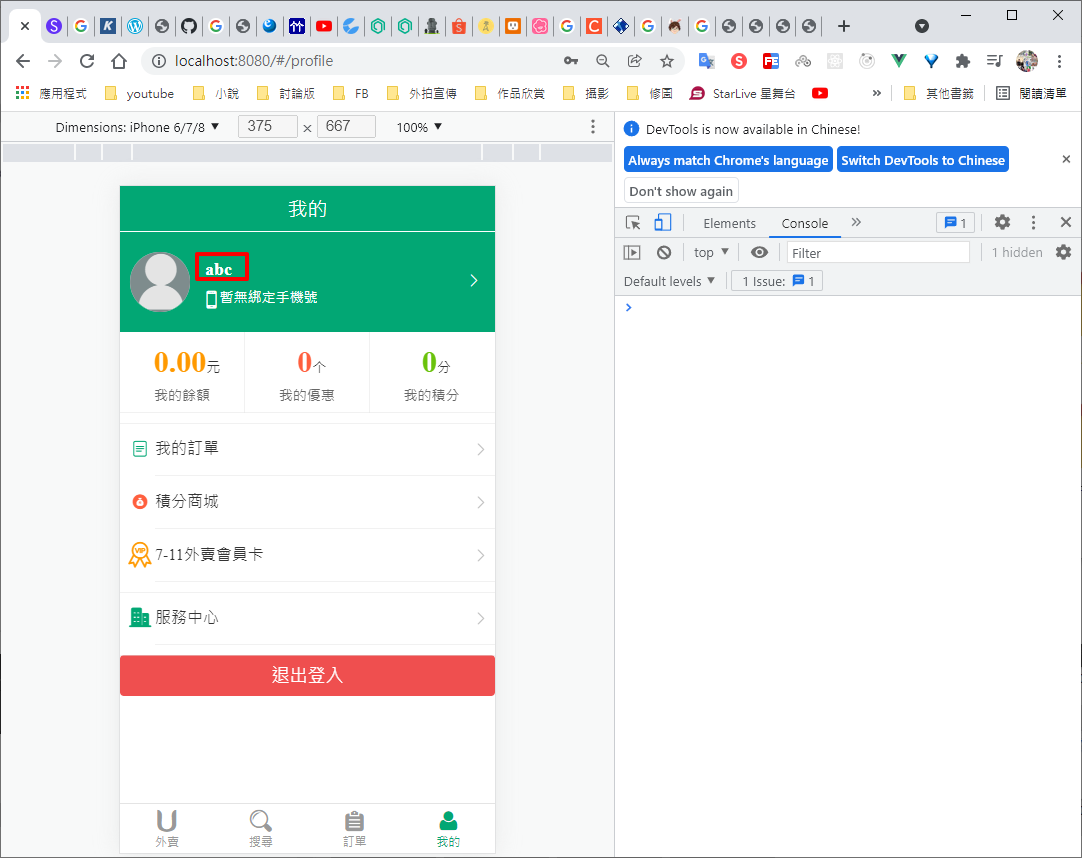 localhost:8080/#/profile
應用程式 youtube 小說 討論版 FB 外拍宣傳 作品欣賞 攝影 修圖 StarLive 星舞台 » 其他書籤 閱讀清單
Dimensions: iPhone 6/7/8 ▼ 375 × 667 100% ▼
DevTools is now available in Chinese!
Always match Chrome's language Switch DevTools to Chinese
Don't show again
Elements Console » 1
top ▼ Filter 1 hidden
Default levels ▼ 1 Issue: 1
我的
abc
暫無綁定手機號
0.00元 0个 0分
我的餘額 我的優惠 我的積分
我的訂單
積分商城
VIP 7-11外賣會員卡
服務中心
退出登入
外賣 搜尋 訂單 我的